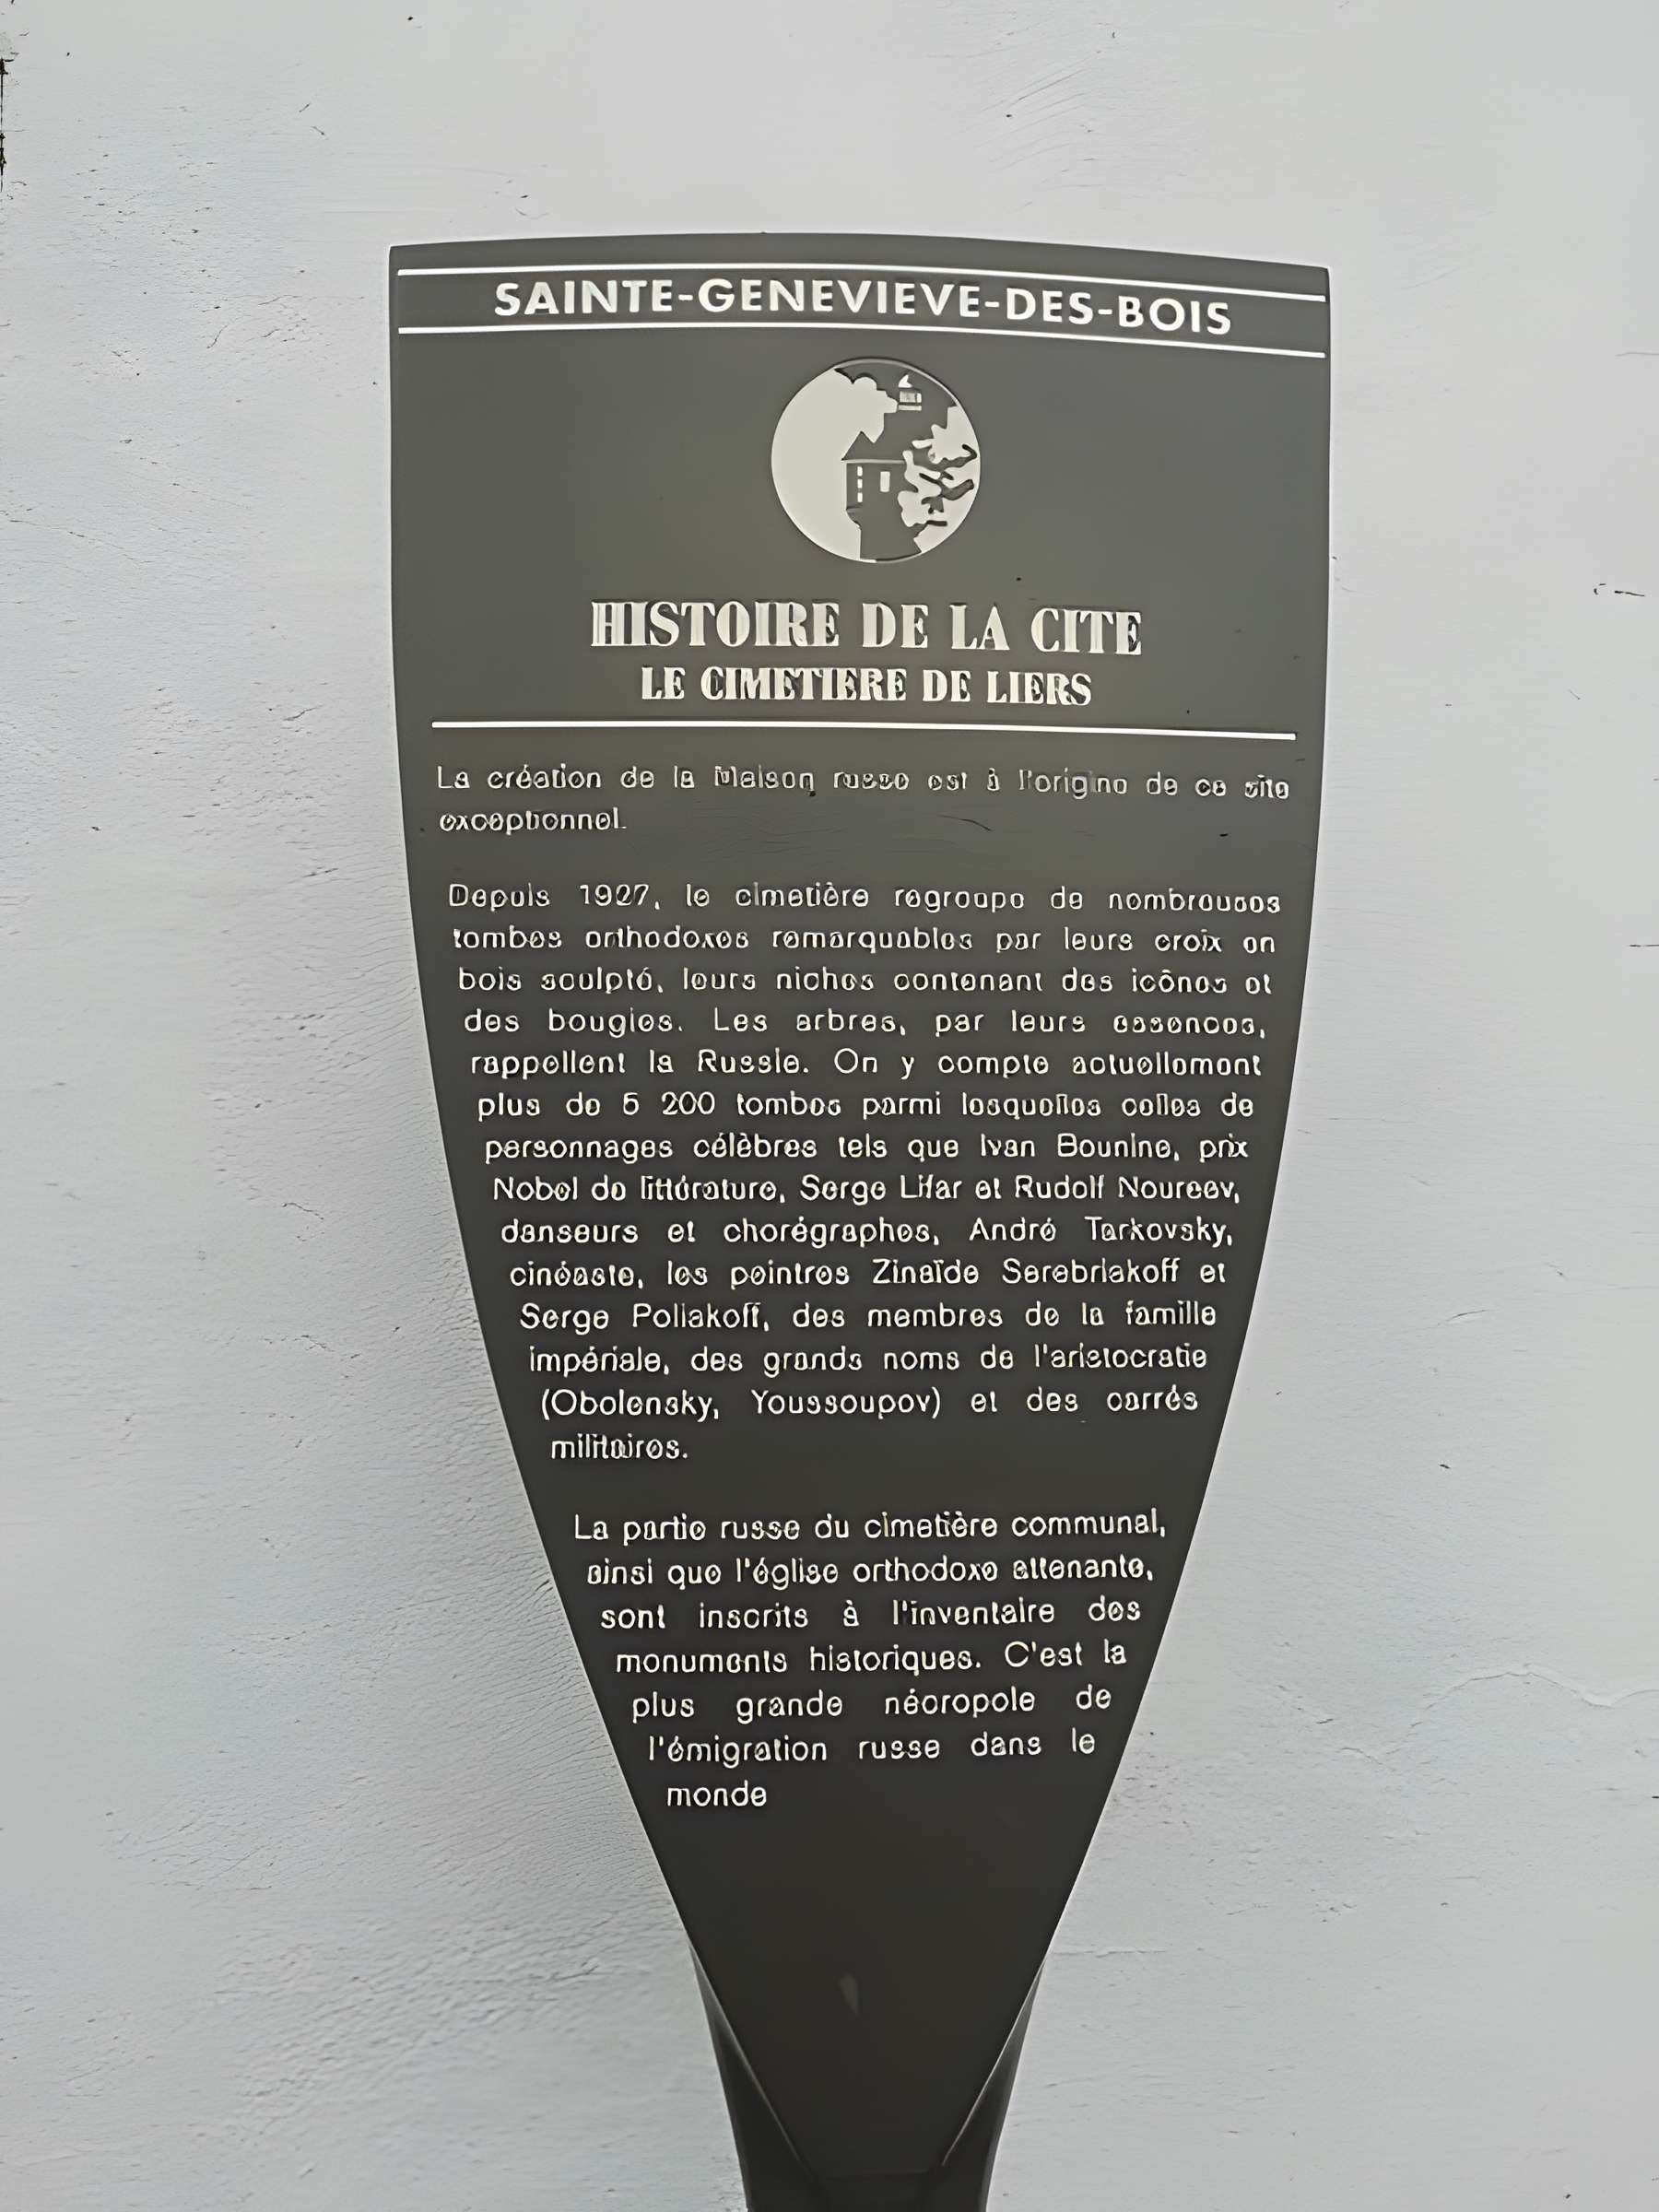 SAINTE-GENEVIEVE-DES-BOIS
HISTOIRE DE LA CITE
LE CIMETIERE DE LIERS
La création de la Maison russe est à l'origine de ce site
exceptionnel.
Depuis 1927, le cimetière regroupe de nombreuses
tombes orthodoxes remarquables par leurs croix en
bois sculpté, leurs niches contenant des icônes et
des bougies. Les arbres, par leurs essences,
rappellent la Russie. On y compte actuellement
plus de 5 200 tombes parmi lesquelles celles de
personnages célèbres tels que Ivan Bounine, prix
Nobel de littérature, Serge Lifar et Rudolf Noureev,
danseurs et chorégraphes, André Tarkovsky,
cinéaste, les peintres Zinaïde Serebriakoff et
Serge Poliakoff, des membres de la famille
impériale, des grands noms de l'aristocratie
(Obolensky, Youssoupov) et des carrés
militaires.
La partie russe du cimetière communal,
ainsi que l'église orthodoxe attenante,
sont inscrits à l'inventaire des
monuments historiques. C'est la
plus grande nécropole de
l'émigration russe dans le
monde